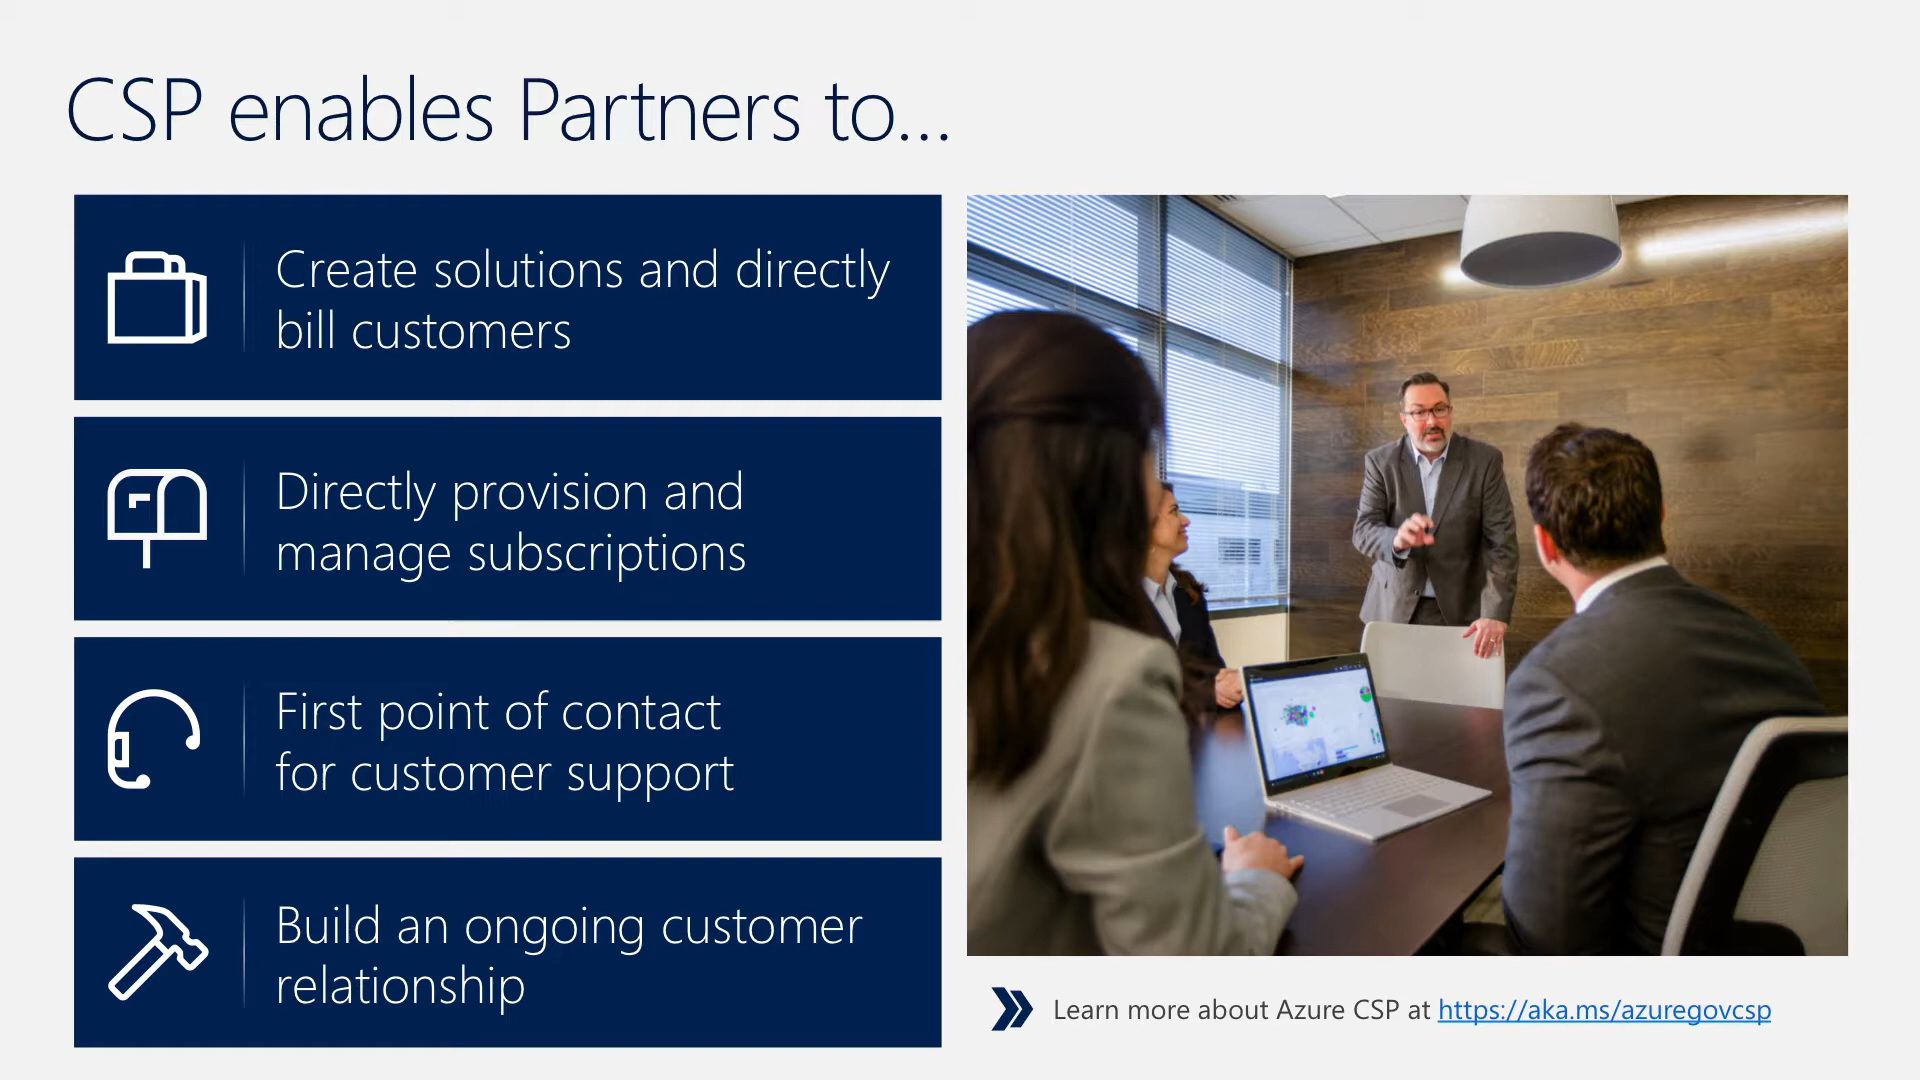 CSP enables Partners to...
Create solutions and directly
bill customers
Directly provision and
manage subscriptions
First point of contact
for customer support
Build an ongoing customer
relationship
Learn more about Azure CSP at https://aka.ms/azuregovcsp